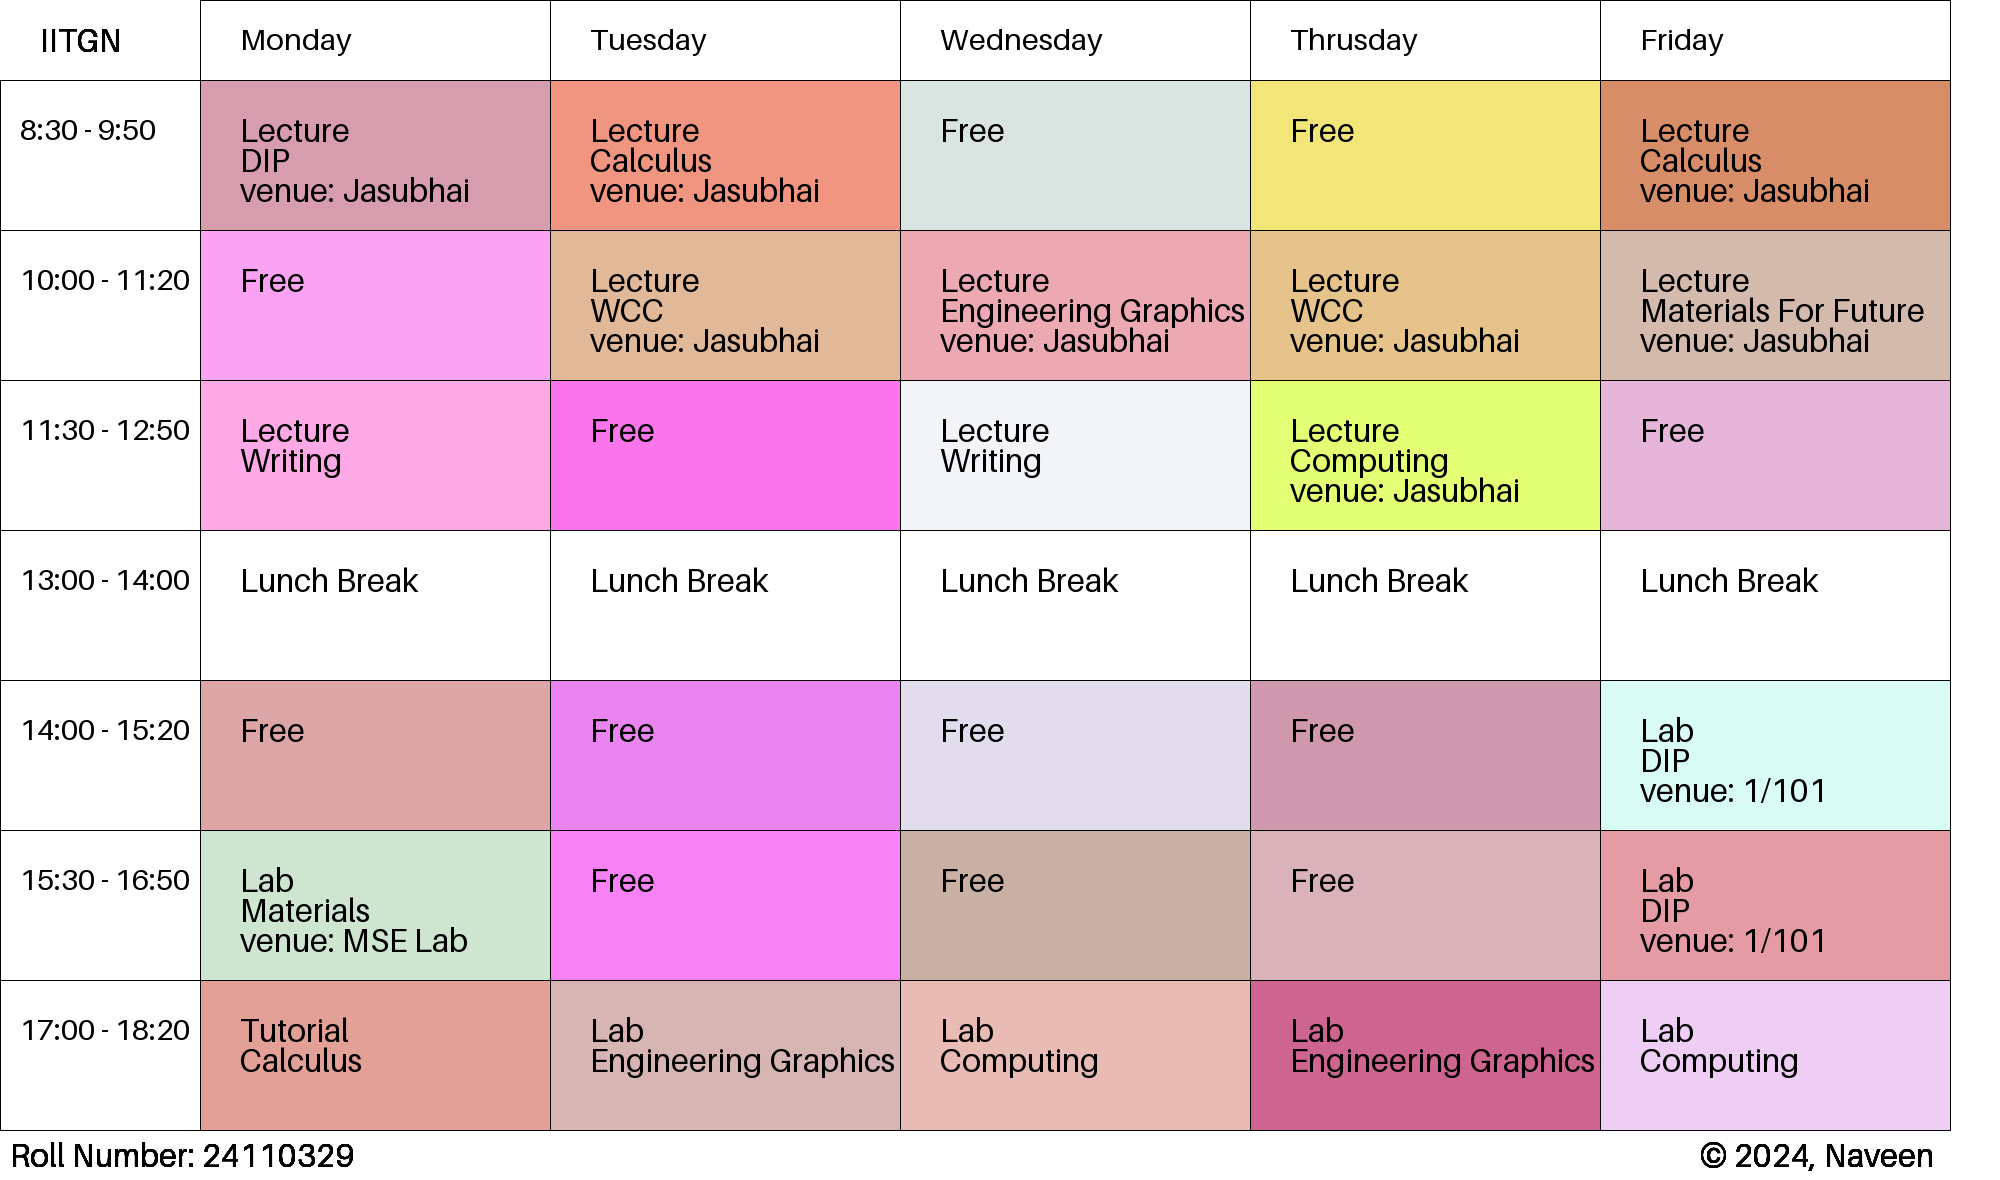 IITGN Monday Tuesday Wednesday Thrusday Friday
8:30 - 9:50
Lecture
DIP
venue: Jasubhai
Lecture
Calculus
venue: Jasubhai
Free
Free
Lecture
Calculus
venue: Jasubhai
10:00 - 11:20
Free
Lecture
WCC
venue: Jasubhai
Lecture
Engineering Graphics
venue: Jasubhai
Lecture
WCC
venue: Jasubhai
Lecture
Materials For Future
venue: Jasubhai
11:30 - 12:50
Lecture
Writing
Free
Lecture
Writing
Lecture
Computing
venue: Jasubhai
Free
13:00 - 14:00
Lunch Break
Lunch Break
Lunch Break
Lunch Break
Lunch Break
14:00 - 15:20
Free
Free
Free
Free
Lab
DIP
venue: 1/101
15:30 - 16:50
Lab
Materials
venue: MSE Lab
Free
Free
Free
Lab
DIP
venue: 1/101
17:00 - 18:20
Tutorial
Calculus
Lab
Engineering Graphics
Lab
Computing
Lab
Engineering Graphics
Lab
Computing
Roll Number: 24110329
© 2024, Naveen